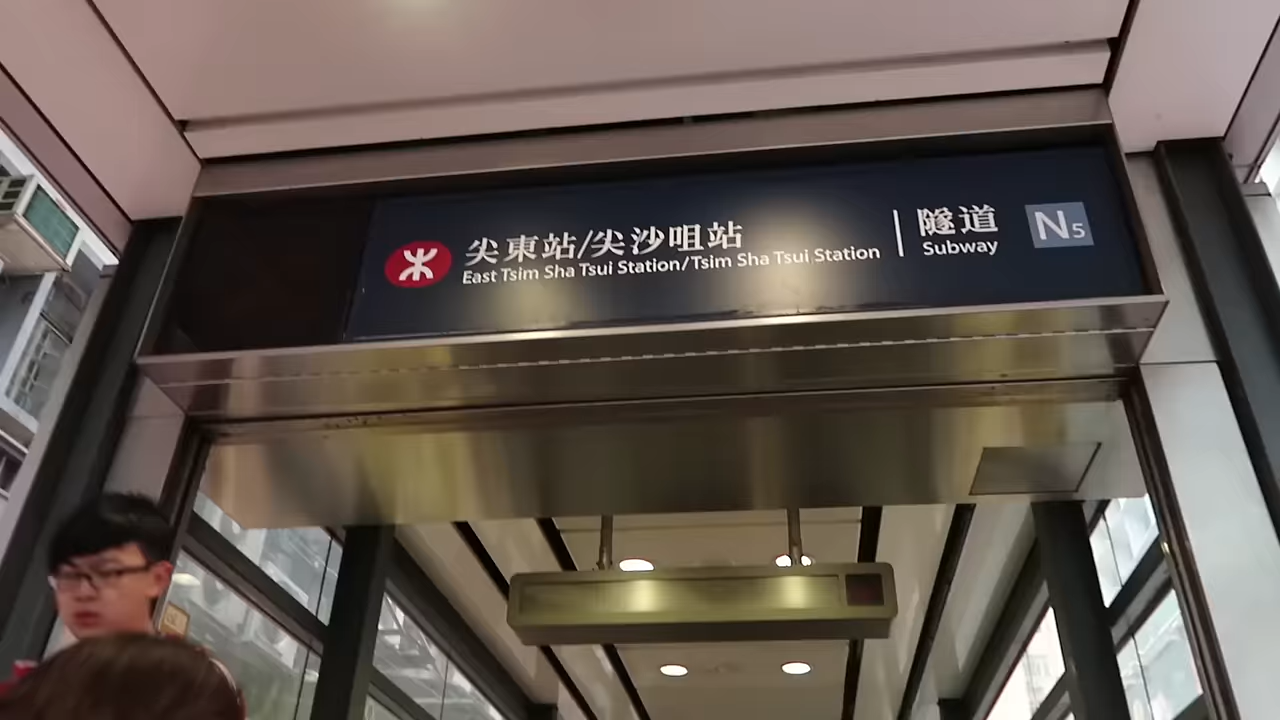 尖東站/尖沙咀站
East Tsim Sha Tsui Station/Tsim Sha Tsui Station
隧道
Subway
N5